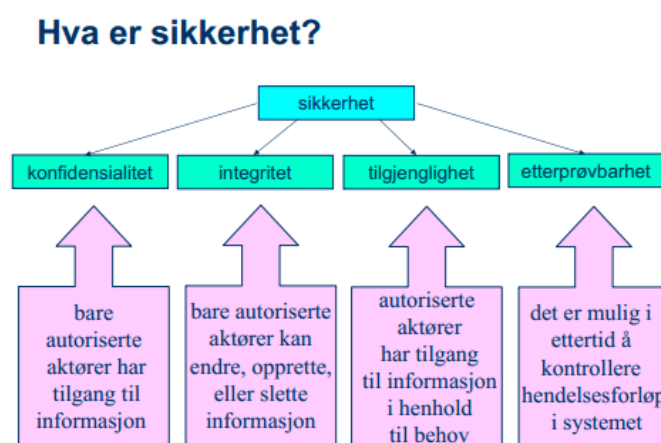 Hva er sikkerhet?
sikkerhet
konfidensialitet
integritet
tilgjenglighet
etterprøvbarhet
bare
autoriserte
aktører har
tilgang til
informasjon
bare autoriserte
aktører kan
endre, opprette,
eller slette
informasjon
autoriserte
aktører
har tilgang
til informasjon
i henhold
til behov
det er mulig i
ettertid å
kontrollere
hendelsesforløp
i systemet